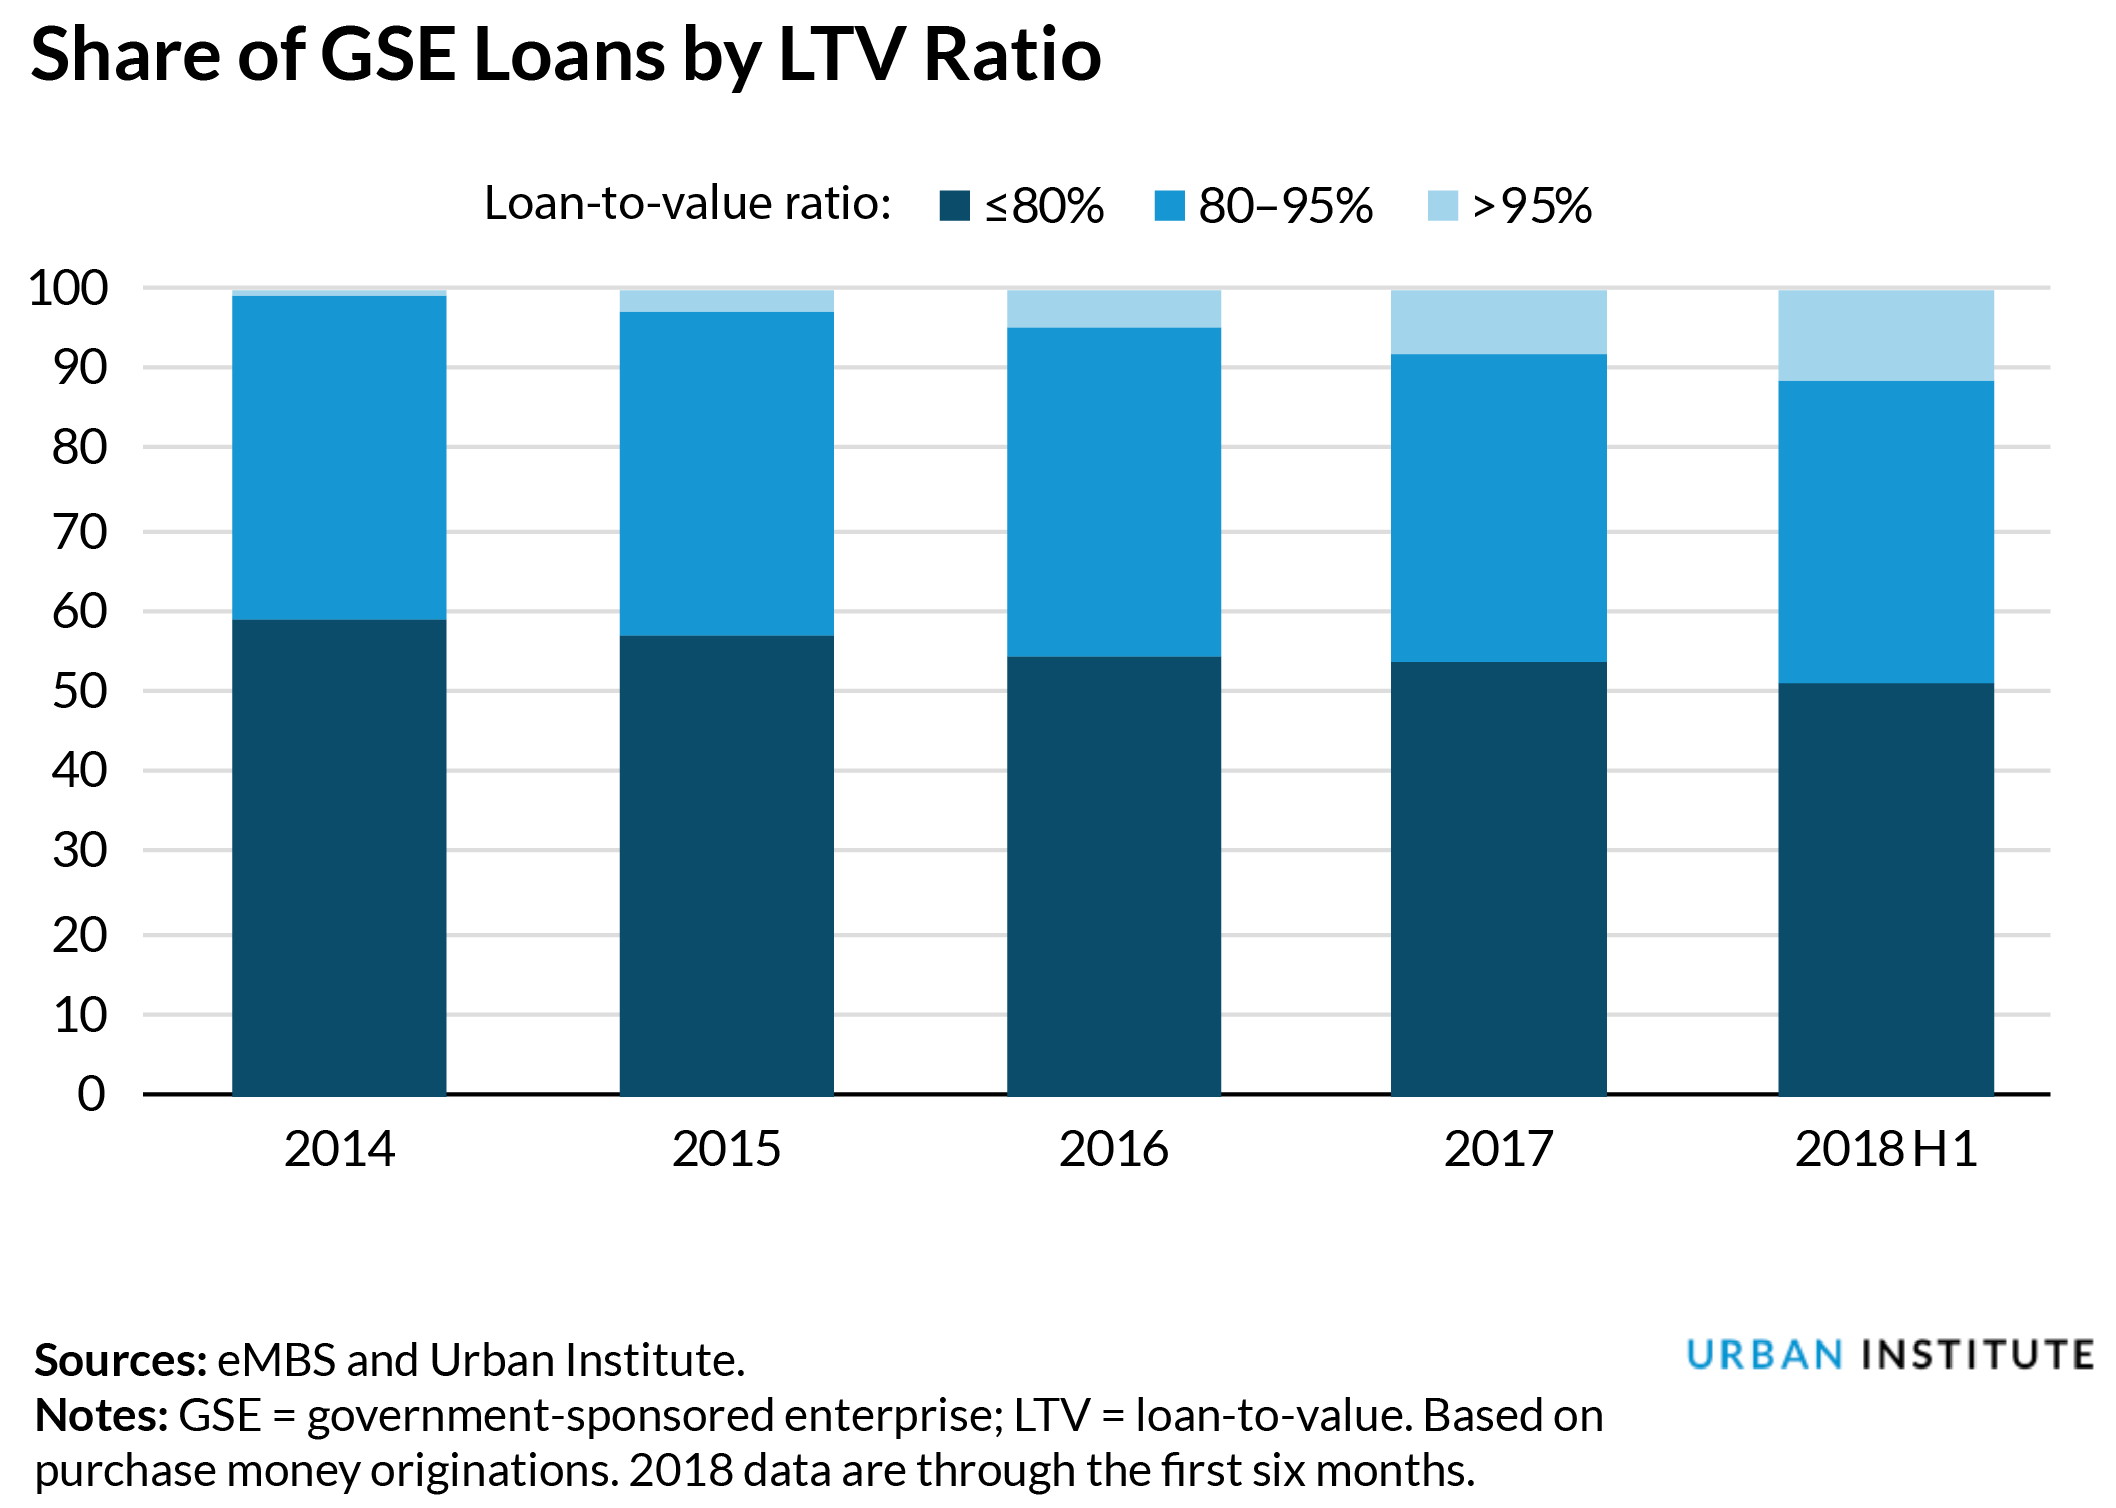 Share of GSE Loans by LTV Ratio
Loan-to-value ratio: ≤80% 80–95% >95%
100
90
80
70
60
50
40
30
20
10
0
2014 2015 2016 2017 2018 H1
Sources: eMBS and Urban Institute.
URBAN INSTITUTE
Notes: GSE = government-sponsored enterprise; LTV = loan-to-value. Based on
purchase money originations. 2018 data are through the first six months.